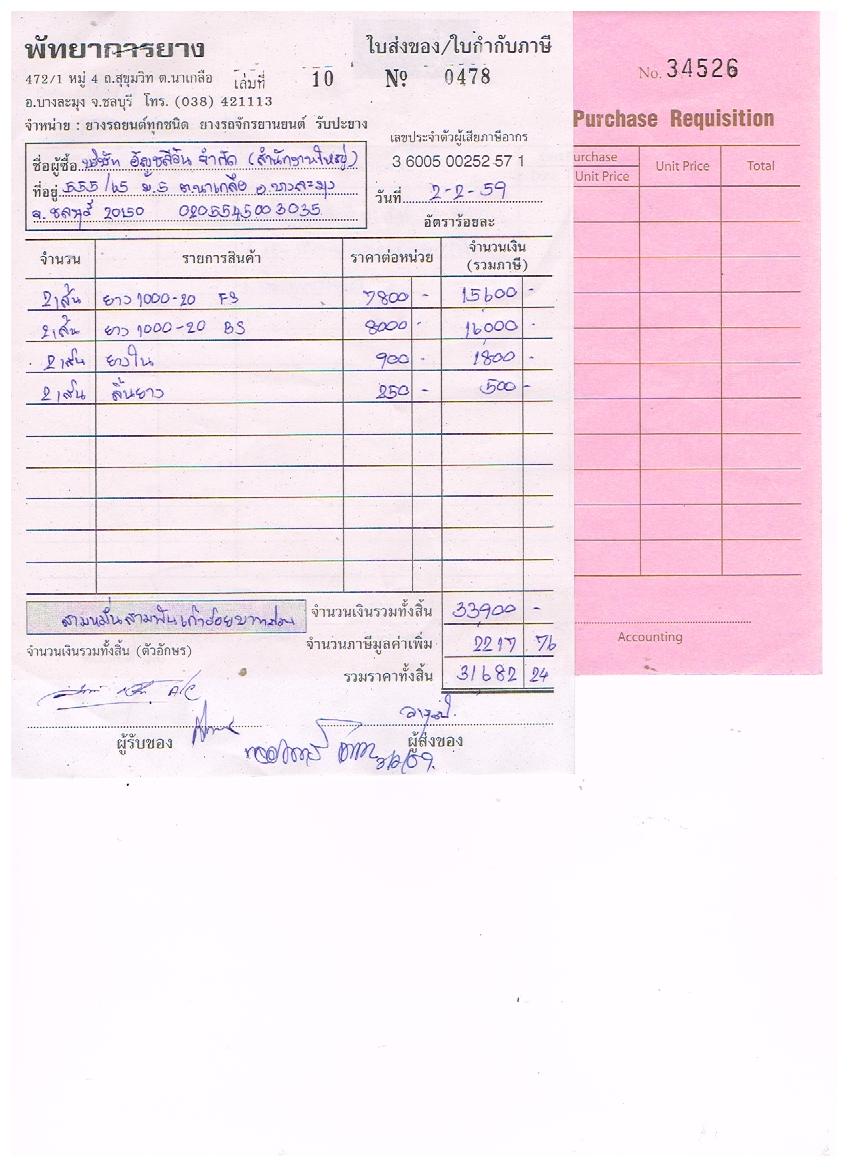 พัทยาการยาง
ใบส่งของ/ใบกำกับภาษี
472/1 หมู่ 4 ถ.สุขุมวิท ต.นาเกลือ เล่มที่ 10 Nº 0478
อ.บางละมุง จ.ชลบุรี โทร. (038) 421113
จำหน่าย : ยางรถยนต์ทุกชนิด ยางรถจักรยานยนต์ รับปะยาง
เลขประจำตัวผู้เสียภาษีอากร
3 6005 00252 57 1
ชื่อผู้ซื้อ บริษัท อัญชลีอิน จำกัด (สำนักงานใหญ่)
ที่อยู่ 555/65 ม.5 ต.นาเกลือ อ.บางละมุง
จ.ชลบุรี 20150 0205545003035
วันที่ 2-2-59
อัตราร้อยละ
จำนวน รายการสินค้า ราคาต่อหน่วย จำนวนเงิน (รวมภาษี)
2 เส้น ยาง 1000-20 FS 7800 - 15600 -
2 เส้น ยาง 1000-20 BS 8000 - 16000 -
2 เส้น ยางใน 900 - 1800 -
2 เส้น ลิ้นยาง 250 - 500 -
สามหมื่นสามพันเก้าร้อยบาทถ้วน จำนวนเงินรวมทั้งสิ้น 33900 -
จำนวนภาษีมูลค่าเพิ่ม 2217 76
จำนวนเงินรวมทั้งสิ้น (ตัวอักษร)
รวมราคาทั้งสิ้น 31682 24
A/C
ผู้รับของ
ผู้ส่งของ
3/2/59.
No. 34526
Purchase Requisition
urchase
Unit Price
Unit Price
Total
Accounting